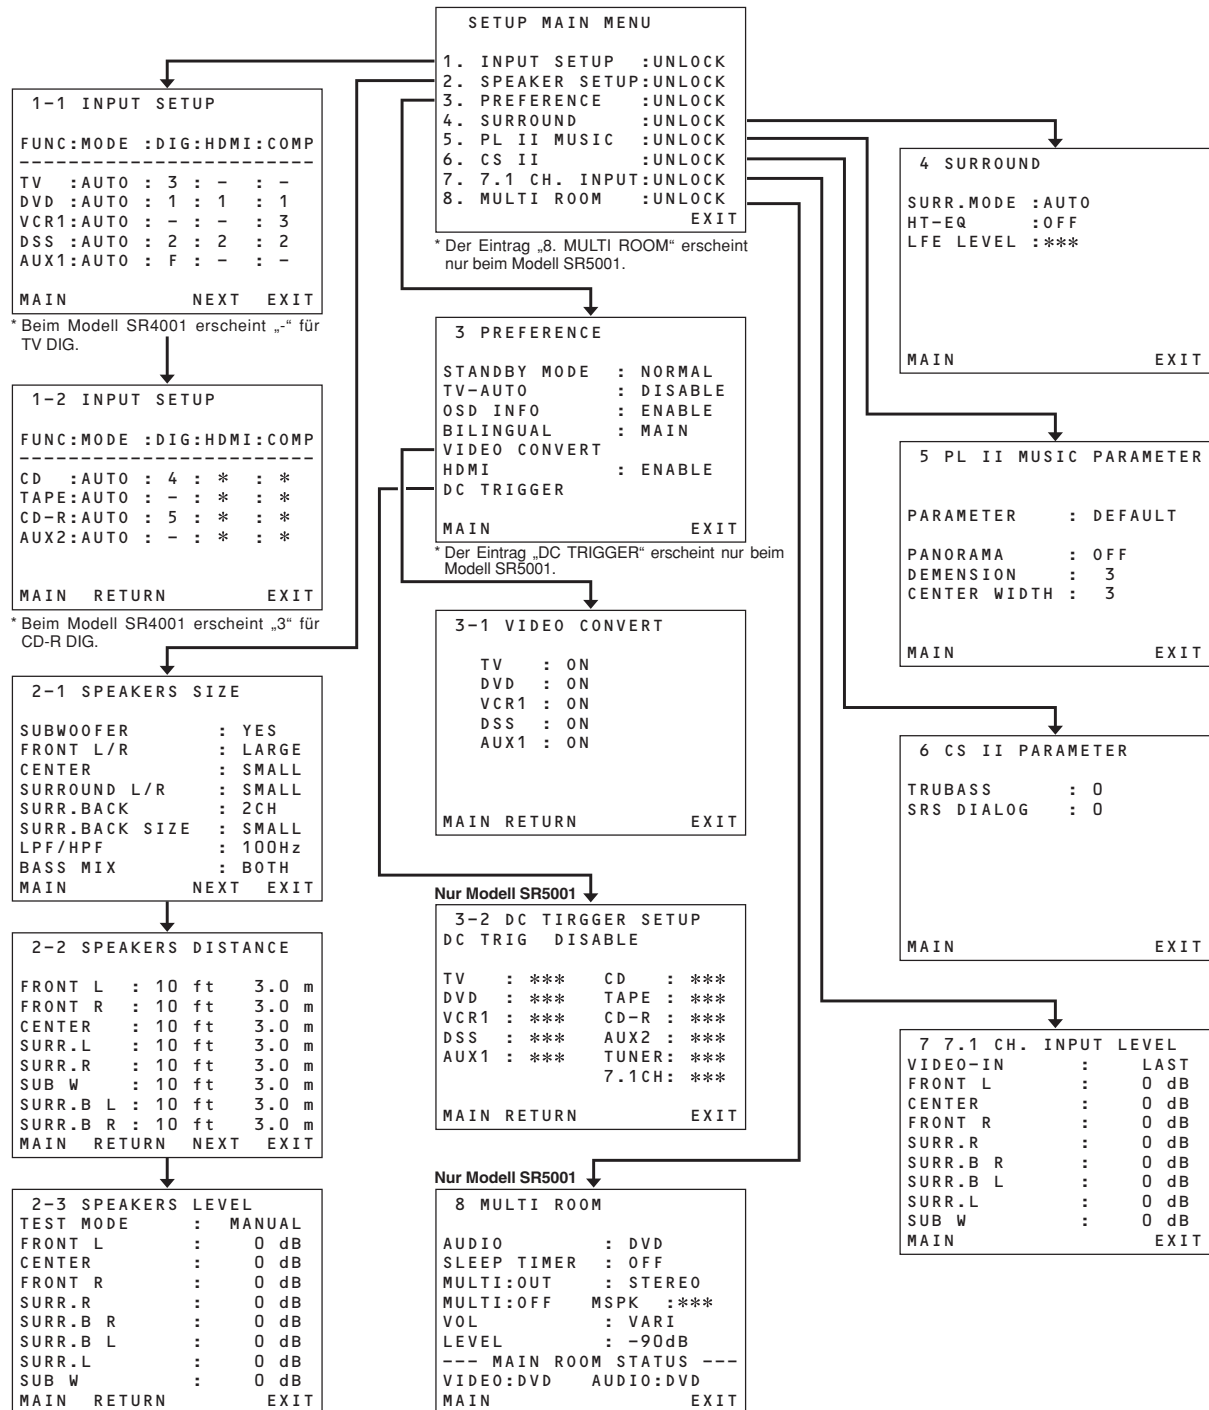 SETUP MAIN MENU
1. INPUT SETUP :UNLOCK
2. SPEAKER SETUP:UNLOCK
3. PREFERENCE :UNLOCK
4. SURROUND :UNLOCK
5. PL II MUSIC :UNLOCK
6. CS II :UNLOCK
7. 7.1 CH. INPUT:UNLOCK
8. MULTI ROOM :UNLOCK
EXIT
* Der Eintrag „8. MULTI ROOM“ erscheint
nur beim Modell SR5001.
1-1 INPUT SETUP
FUNC:MODE :DIG:HDMI:COMP
--------------------------
TV :AUTO : 3 : - : -
DVD :AUTO : 1 : 1 : 1
VCR1:AUTO : - : - : 3
DSS :AUTO : 2 : 2 : 2
AUX1:AUTO : F : - : -
MAIN NEXT EXIT
* Beim Modell SR4001 erscheint „-“ für
TV DIG.
1-2 INPUT SETUP
FUNC:MODE :DIG:HDMI:COMP
--------------------------
CD :AUTO : 4 : * : *
TAPE:AUTO : - : * : *
CD-R:AUTO : 5 : * : *
AUX2:AUTO : - : * : *
MAIN RETURN EXIT
* Beim Modell SR4001 erscheint „3“ für
CD-R DIG.
2-1 SPEAKERS SIZE
SUBWOOFER : YES
FRONT L/R : LARGE
CENTER : SMALL
SURROUND L/R : SMALL
SURR.BACK : 2CH
SURR.BACK SIZE : SMALL
LPF/HPF : 100Hz
BASS MIX : BOTH
MAIN NEXT EXIT
2-2 SPEAKERS DISTANCE
FRONT L : 10 ft 3.0 m
FRONT R : 10 ft 3.0 m
CENTER : 10 ft 3.0 m
SURR.L : 10 ft 3.0 m
SURR.R : 10 ft 3.0 m
SUB W : 10 ft 3.0 m
SURR.B L : 10 ft 3.0 m
SURR.B R : 10 ft 3.0 m
MAIN RETURN NEXT EXIT
2-3 SPEAKERS LEVEL
TEST MODE : MANUAL
FRONT L : 0 dB
CENTER : 0 dB
FRONT R : 0 dB
SURR.R : 0 dB
SURR.B R : 0 dB
SURR.B L : 0 dB
SURR.L : 0 dB
SUB W : 0 dB
MAIN RETURN EXIT
3 PREFERENCE
STANDBY MODE : NORMAL
TV-AUTO : DISABLE
OSD INFO : ENABLE
BILINGUAL : MAIN
VIDEO CONVERT
HDMI : ENABLE
DC TRIGGER
MAIN EXIT
* Der Eintrag „DC TRIGGER“ erscheint nur beim
Modell SR5001.
3-1 VIDEO CONVERT
TV : ON
DVD : ON
VCR1 : ON
DSS : ON
AUX1 : ON
MAIN RETURN EXIT
Nur Modell SR5001
3-2 DC TIRGGER SETUP
DC TRIG DISABLE
TV : *** CD : ***
DVD : *** TAPE : ***
VCR1 : *** CD-R : ***
DSS : *** AUX2 : ***
AUX1 : *** TUNER: ***
7.1CH: ***
MAIN RETURN EXIT
Nur Modell SR5001
8 MULTI ROOM
AUDIO : DVD
SLEEP TIMER : OFF
MULTI:OUT : STEREO
MULTI:OFF MSPK :***
VOL : VARI
LEVEL : -90dB
--- MAIN ROOM STATUS ---
VIDEO:DVD AUDIO:DVD
MAIN EXIT
4 SURROUND
SURR.MODE :AUTO
HT-EQ :OFF
LFE LEVEL :***
MAIN EXIT
5 PL II MUSIC PARAMETER
PARAMETER : DEFAULT
PANORAMA : OFF
DEMENSION : 3
CENTER WIDTH : 3
MAIN EXIT
6 CS II PARAMETER
TRUBASS : 0
SRS DIALOG : 0
MAIN EXIT
7 7.1 CH. INPUT LEVEL
VIDEO-IN : LAST
FRONT L : 0 dB
CENTER : 0 dB
FRONT R : 0 dB
SURR.R : 0 dB
SURR.B R : 0 dB
SURR.B L : 0 dB
SURR.L : 0 dB
SUB W : 0 dB
MAIN EXIT